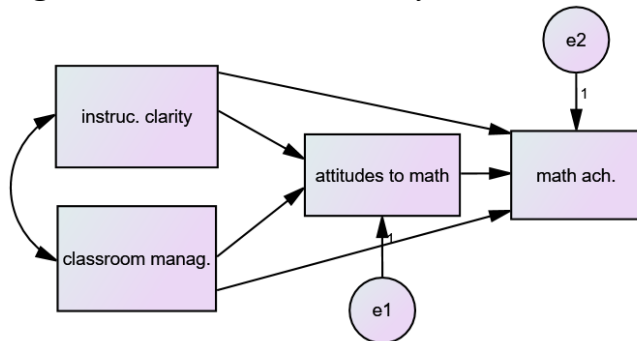 e2
1
instruc. clarity
attitudes to math
math ach.
classroom manag.
1
e1